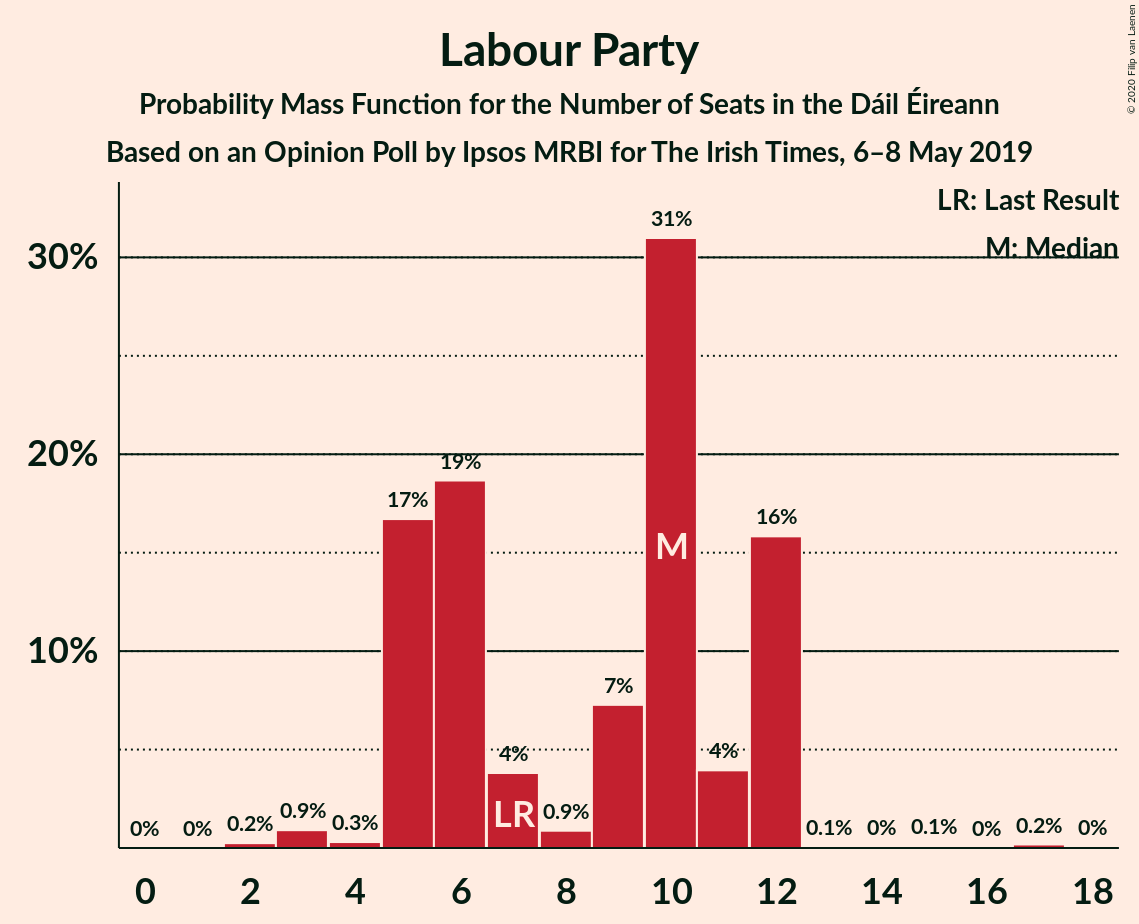 Labour Party
Probability Mass Function for the Number of Seats in the Dáil Éireann
Based on an Opinion Poll by Ipsos MRBI for The Irish Times, 6–8 May 2019
© 2020 Filip van Laenen
LR: Last Result
M: Median
30%
20%
10%
0%
0%
0.2%
0.9%
0.3%
17%
19%
4%
0.9%
7%
31%
4%
16%
0.1%
0%
0.1%
0%
0.2%
0%
LR
M
0 2 4 6 8 10 12 14 16 18